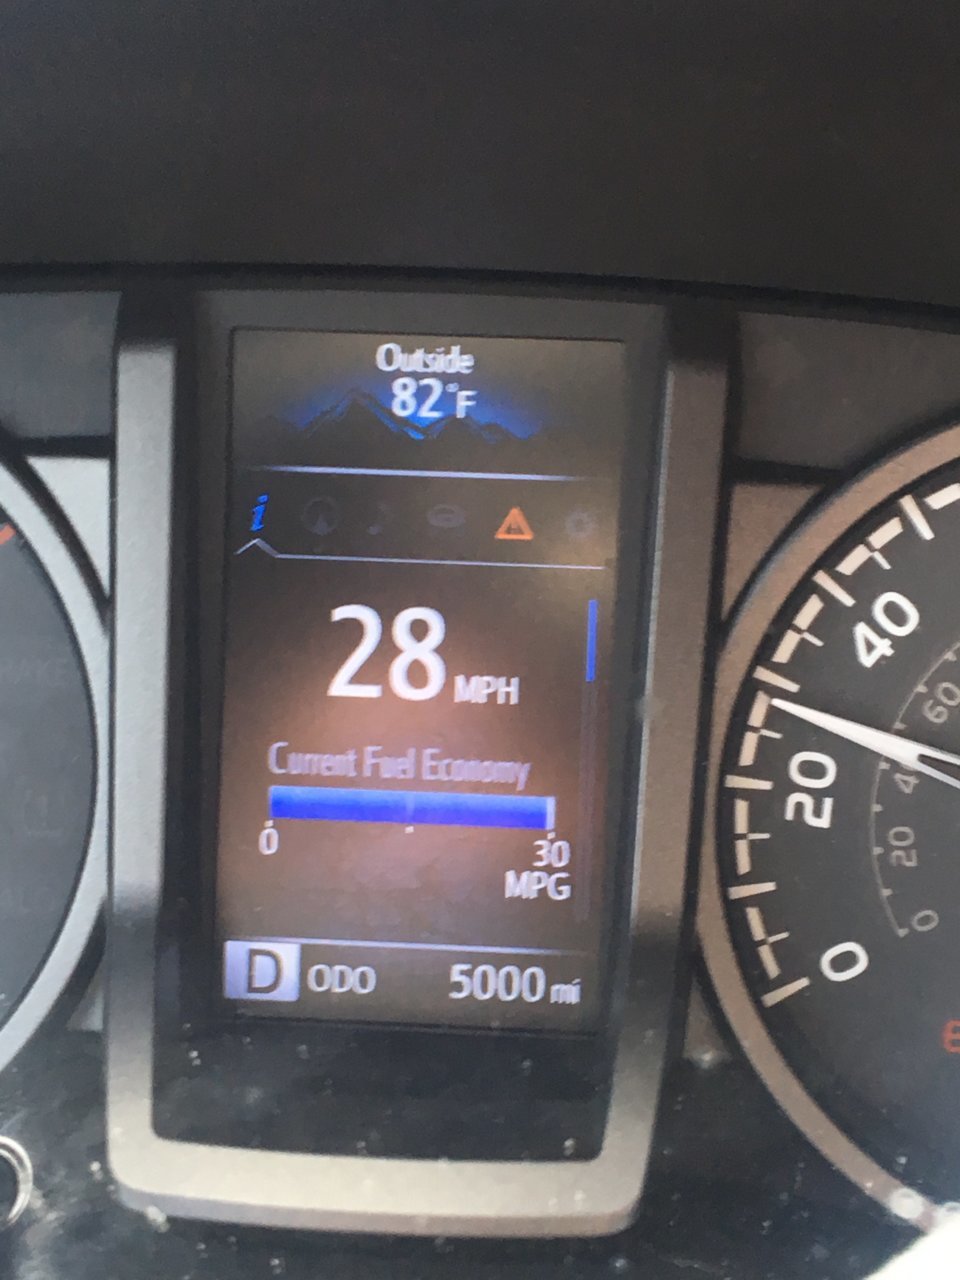 Outside
82°F
i
28 MPH
Current Fuel Economy
0
30
MPG
D ODO 5000 mi
40
20
0
60
40
20
0